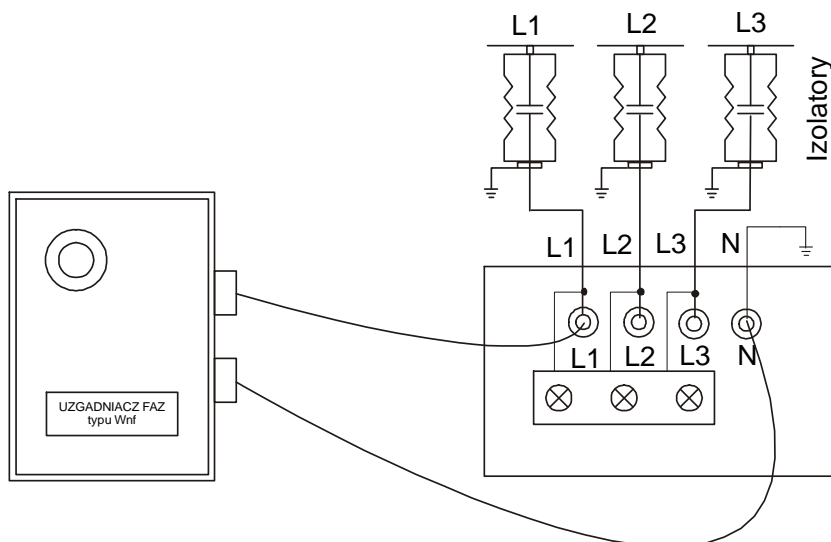 L1 L2 L3
Izolatory
L1 L2 L3 N
L1 L2 L3 N
UZGADNIACZ FAZ
typu Wnf